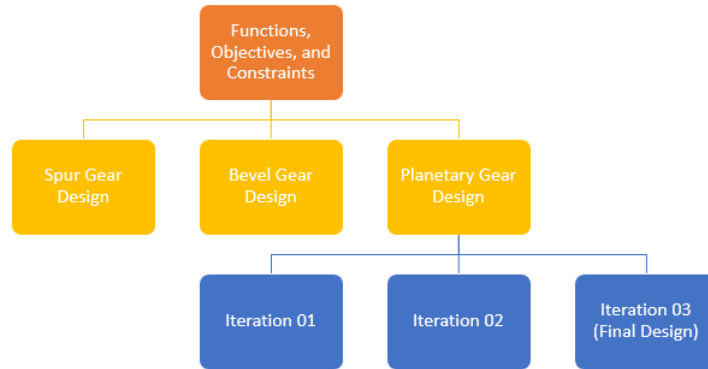 Functions,
Objectives, and
Constraints
Spur Gear
Design
Bevel Gear
Design
Planetary Gear
Design
Iteration 01
Iteration 02
Iteration 03
(Final Design)